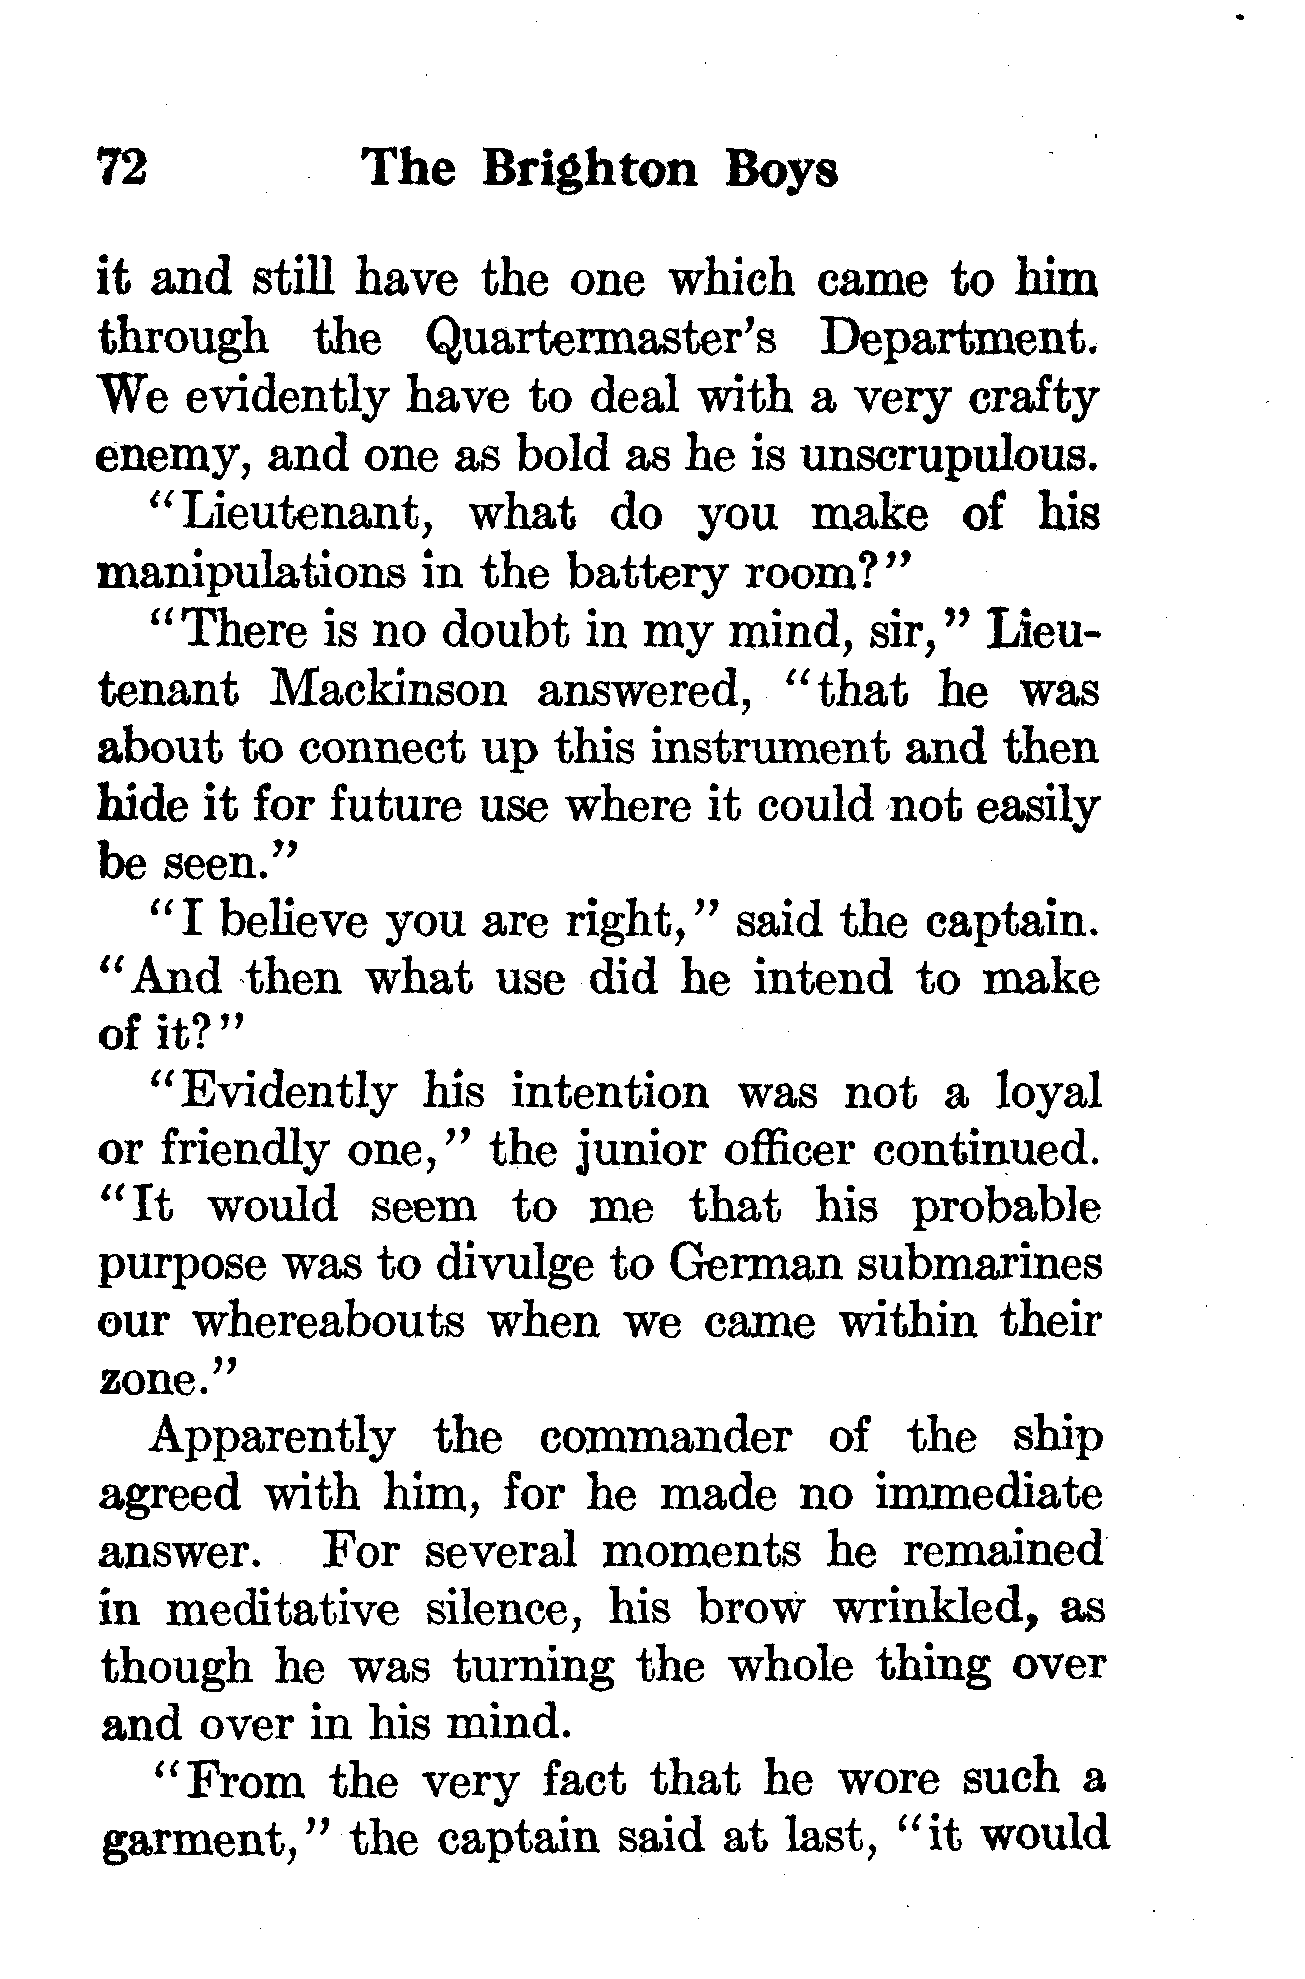 72 The Brighton Boys
it and still have the one which came to him
through the Quartermaster's Department.
We evidently have to deal with a very crafty
enemy, and one as bold as he is unscrupulous.
"Lieutenant, what do you make of his
manipulations in the battery room?"
"There is no doubt in my mind, sir," Lieu-
tenant Mackinson answered, "that he was
about to connect up this instrument and then
hide it for future use where it could not easily
be seen."
"I believe you are right," said the captain.
"And then what use did he intend to make
of it?"
"Evidently his intention was not a loyal
or friendly one," the junior officer continued.
"It would seem to me that his probable
purpose was to divulge to German submarines
our whereabouts when we came within their
zone."
Apparently the commander of the ship
agreed with him, for he made no immediate
answer. For several moments he remained
in meditative silence, his brow wrinkled, as
though he was turning the whole thing over
and over in his mind.
"From the very fact that he wore such a
garment," the captain said at last, "it would